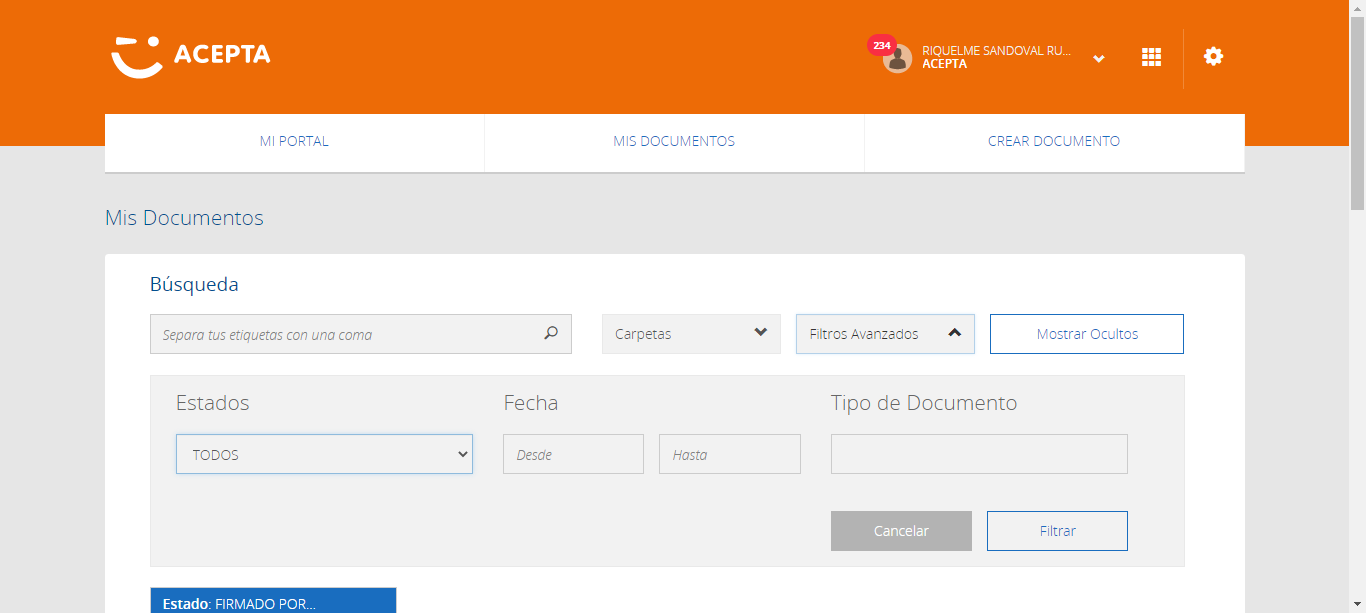 ACEPTA
234
RIQUELME SANDOVAL RU...
ACEPTA
MI PORTAL
MIS DOCUMENTOS
CREAR DOCUMENTO
Mis Documentos
Búsqueda
Separa tus etiquetas con una coma
Carpetas
Filtros Avanzados
Mostrar Ocultos
Estados
Fecha
Tipo de Documento
TODOS
Desde
Hasta
Cancelar
Filtrar
Estado: FIRMADO POR...